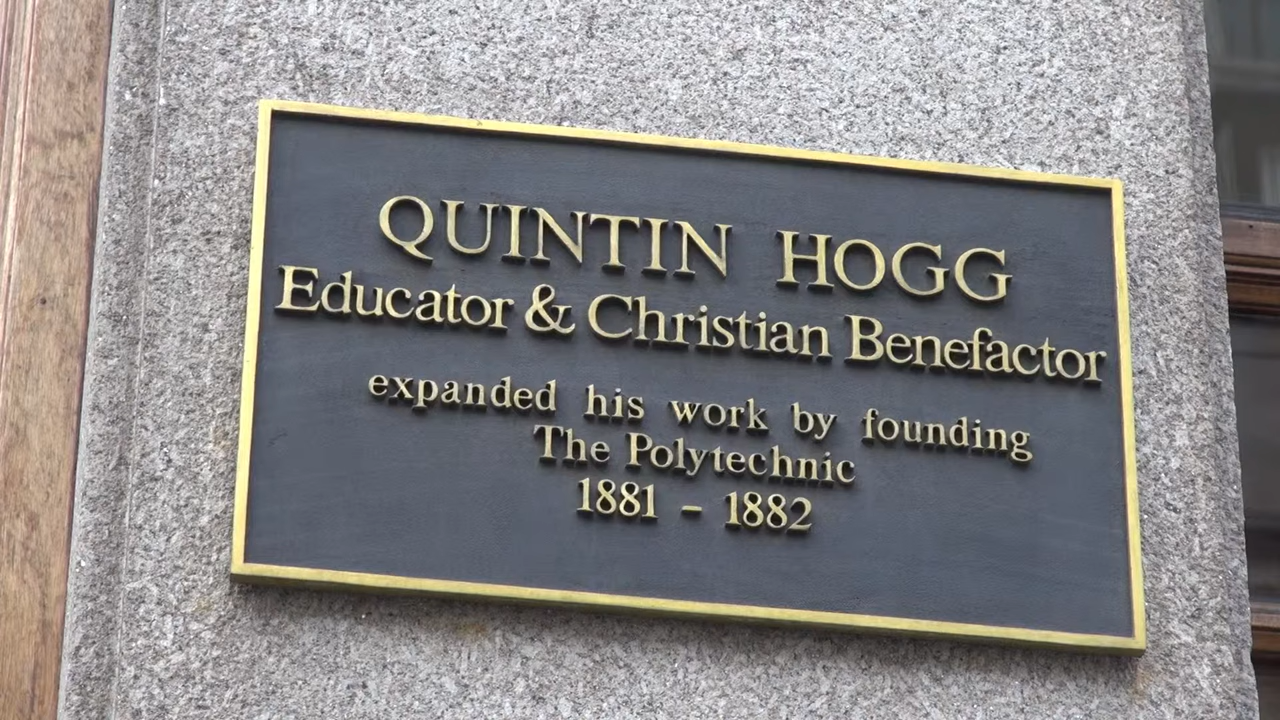 QUINTIN HOGG
Educator & Christian Benefactor
expanded his work by founding
The Polytechnic
1881 - 1882